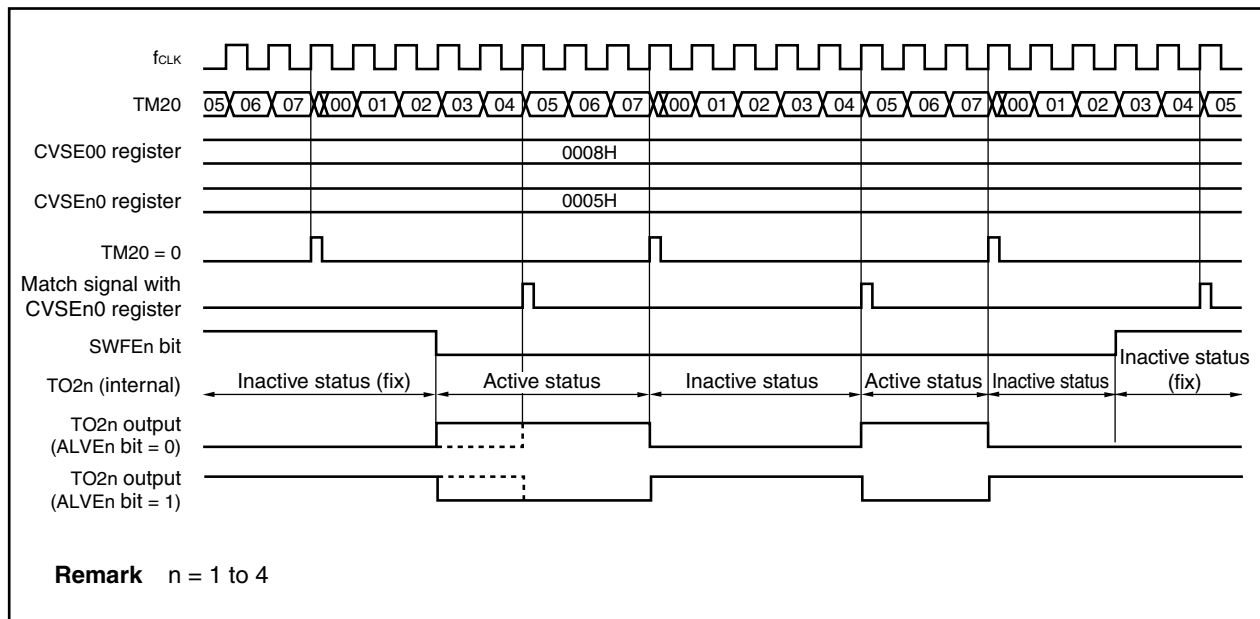 fCLK
TM20
05 06 07 00 01 02 03 04 05 06 07 00 01 02 03 04 05 06 07 00 01 02 03 04 05
CVSE00 register
0008H
CVSEn0 register
0005H
TM20 = 0
Match signal with
CVSEn0 register
SWFEn bit
TO2n (internal)
Inactive status (fix)
Active status
Inactive status
Active status
Inactive status
Inactive status
(fix)
TO2n output
(ALVEn bit = 0)
TO2n output
(ALVEn bit = 1)
Remark n = 1 to 4